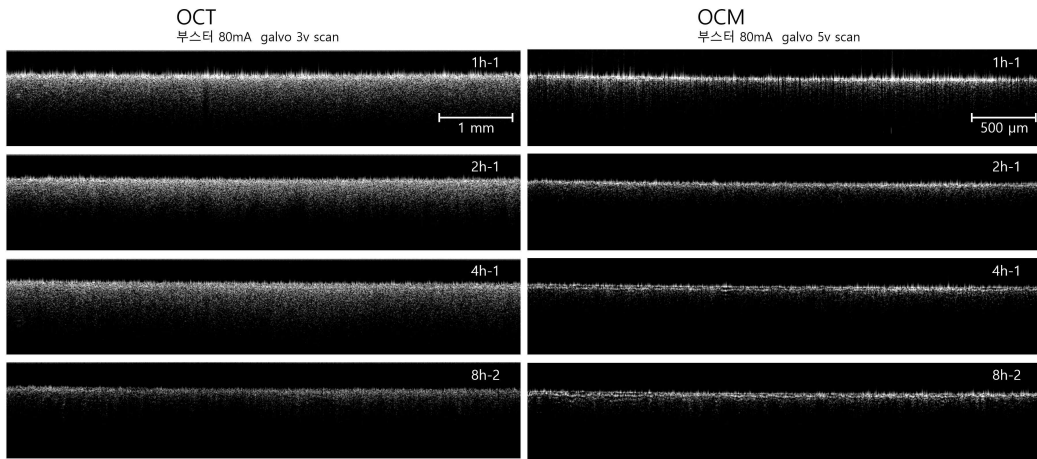 OCT
부스터 80mA galvo 3v scan
1h-1
1 mm
2h-1
4h-1
8h-2
OCM
부스터 80mA galvo 5v scan
1h-1
500 μm
2h-1
4h-1
8h-2